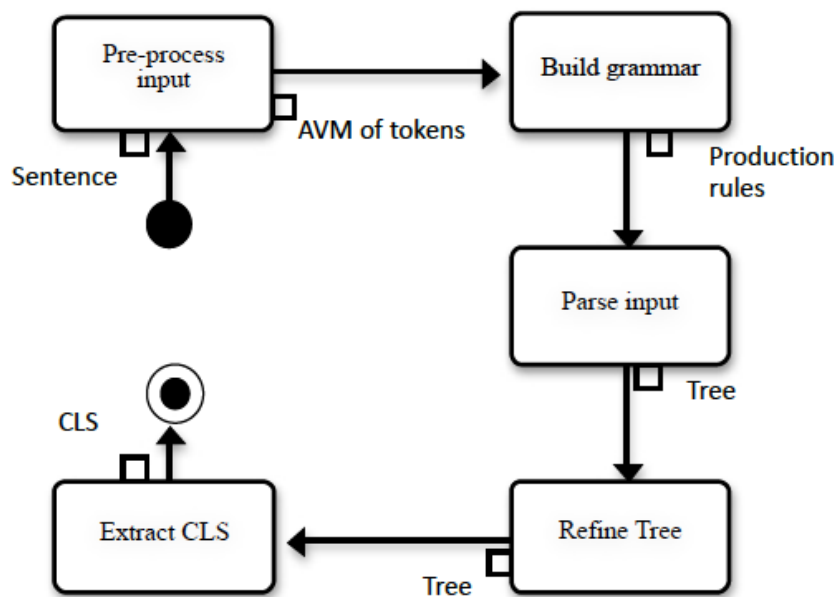 Pre-process
input
Build grammar
AVM of tokens
Sentence
Production
rules
Parse input
Tree
CLS
Extract CLS
Refine Tree
Tree